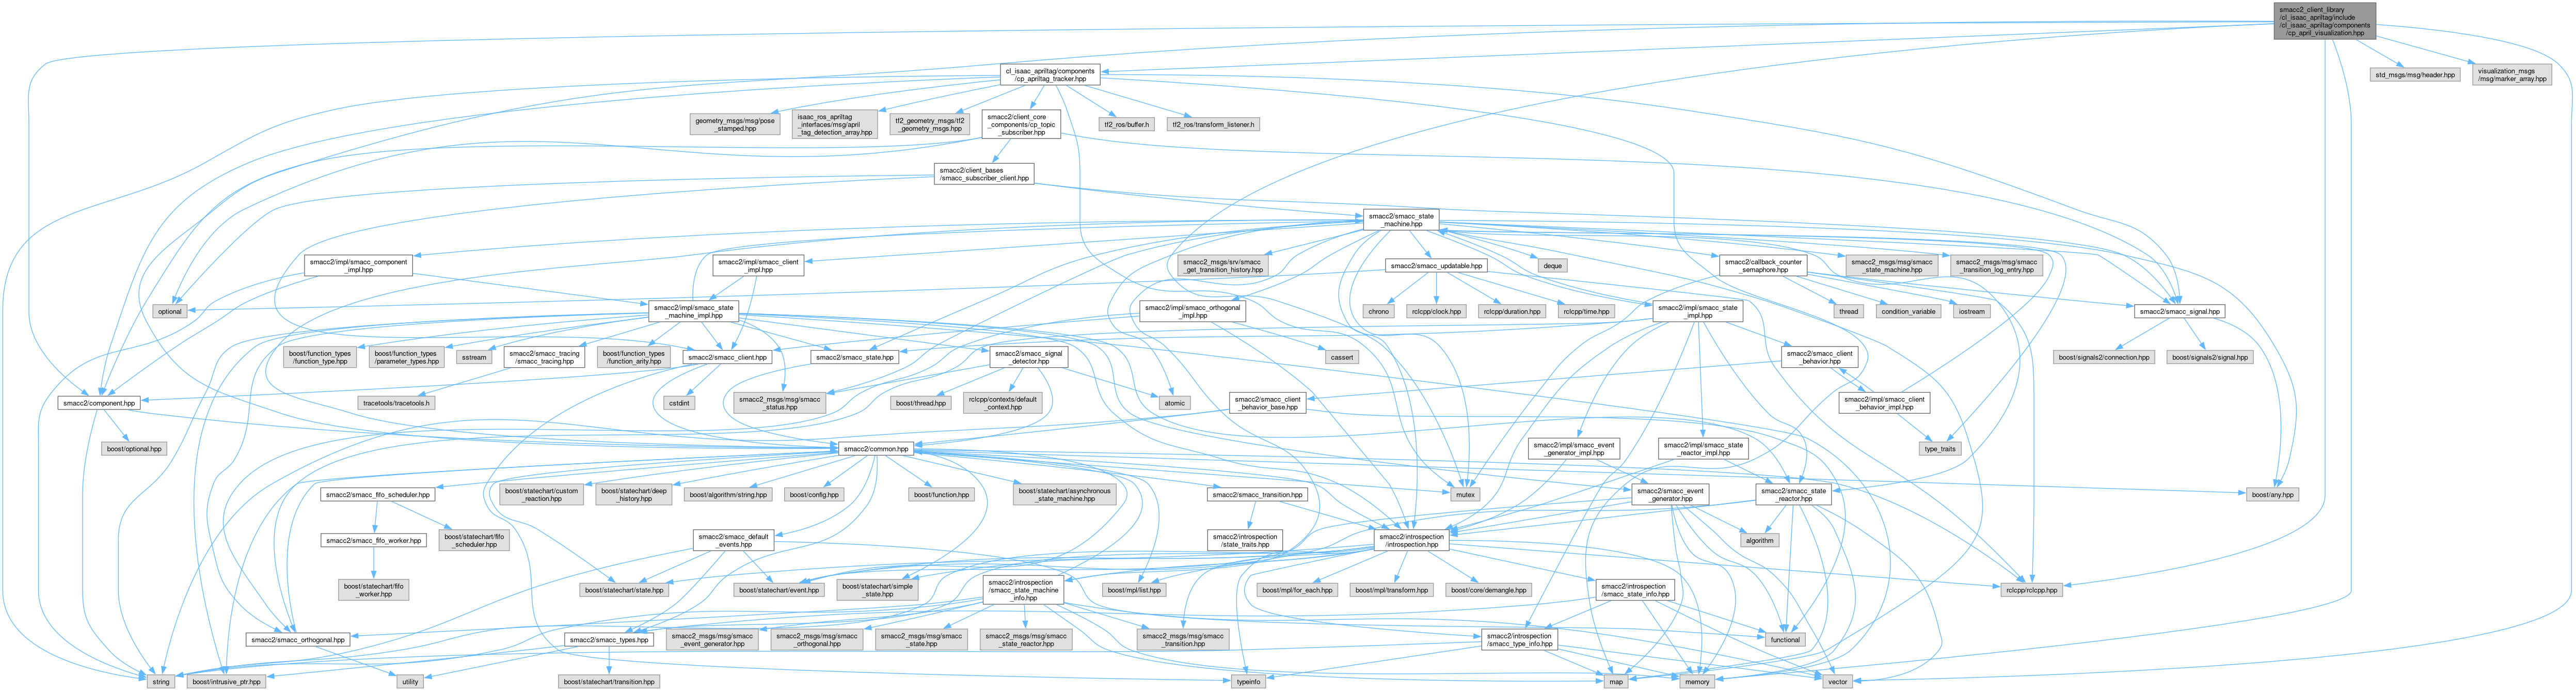 smacc2_client_library
/cl_isaac_apriltag/include
/cl_isaac_apriltag/components
/cp_april_visualization.hpp
cl_isaac_apriltag/components
/cp_apriltag_tracker.hpp
std_msgs/msg/header.hpp
visualization_msgs
/msg/marker_array.hpp
geometry_msgs/msg/pose
_stamped.hpp
isaac_ros_apriltag
_interfaces/msg/april
_tag_detection_array.hpp
tf2_geometry_msgs/tf2
_geometry_msgs.hpp
smacc2/client_core
_components/cp_topic
_subscriber.hpp
tf2_ros/buffer.h
tf2_ros/transform_listener.h
smacc2/client_bases
/smacc_subscriber_client.hpp
smacc2/smacc_state
_machine.hpp
smacc2/impl/smacc_component
_impl.hpp
smacc2/impl/smacc_client
_impl.hpp
smacc2_msgs/srv/smacc
_get_transition_history.hpp
smacc2/smacc_updatable.hpp
deque
smacc2/callback_counter
_semaphore.hpp
smacc2_msgs/msg/smacc
_state_machine.hpp
smacc2_msgs/msg/smacc
_transition_log_entry.hpp
optional
smacc2/impl/smacc_state
_machine_impl.hpp
smacc2/impl/smacc_orthogonal
_impl.hpp
chrono
rclcpp/clock.hpp
rclcpp/duration.hpp
rclcpp/time.hpp
smacc2/impl/smacc_state
_impl.hpp
thread
condition_variable
iostream
smacc2/smacc_signal.hpp
boost/function_types
/function_type.hpp
boost/function_types
/parameter_types.hpp
sstream
smacc2/smacc_tracing
/smacc_tracing.hpp
boost/function_types
/function_arity.hpp
smacc2/smacc_client.hpp
smacc2/smacc_state.hpp
smacc2/smacc_signal
_detector.hpp
cassert
smacc2/smacc_client
_behavior.hpp
boost/signals2/connection.hpp
boost/signals2/signal.hpp
smacc2/component.hpp
tracetools/tracetools.h
cstdint
smacc2_msgs/msg/smacc
_status.hpp
boost/thread.hpp
rclcpp/contexts/default
_context.hpp
atomic
smacc2/smacc_client
_behavior_base.hpp
smacc2/impl/smacc_client
_behavior_impl.hpp
boost/optional.hpp
smacc2/common.hpp
smacc2/impl/smacc_event
_generator_impl.hpp
smacc2/impl/smacc_state
_reactor_impl.hpp
type_traits
smacc2/smacc_fifo_scheduler.hpp
boost/statechart/custom
_reaction.hpp
boost/statechart/deep
_history.hpp
boost/algorithm/string.hpp
boost/config.hpp
boost/function.hpp
boost/statechart/asynchronous
_state_machine.hpp
smacc2/smacc_transition.hpp
mutex
smacc2/smacc_event
_generator.hpp
smacc2/smacc_state
_reactor.hpp
boost/any.hpp
smacc2/smacc_fifo_worker.hpp
boost/statechart/fifo
_scheduler.hpp
smacc2/smacc_default
_events.hpp
smacc2/introspection
/state_traits.hpp
smacc2/introspection
/introspection.hpp
algorithm
boost/statechart/fifo
_worker.hpp
boost/statechart/state.hpp
boost/statechart/event.hpp
boost/statechart/simple
_state.hpp
smacc2/introspection
/smacc_state_machine
_info.hpp
boost/mpl/list.hpp
boost/mpl/for_each.hpp
boost/mpl/transform.hpp
boost/core/demangle.hpp
smacc2/introspection
/smacc_state_info.hpp
rclcpp/rclcpp.hpp
smacc2/smacc_orthogonal.hpp
smacc2/smacc_types.hpp
smacc2_msgs/msg/smacc
_event_generator.hpp
smacc2_msgs/msg/smacc
_orthogonal.hpp
smacc2_msgs/msg/smacc
_state.hpp
smacc2_msgs/msg/smacc
_state_reactor.hpp
smacc2_msgs/msg/smacc
_transition.hpp
smacc2/introspection
/smacc_type_info.hpp
functional
string
boost/intrusive_ptr.hpp
utility
boost/statechart/transition.hpp
typeinfo
map
memory
vector